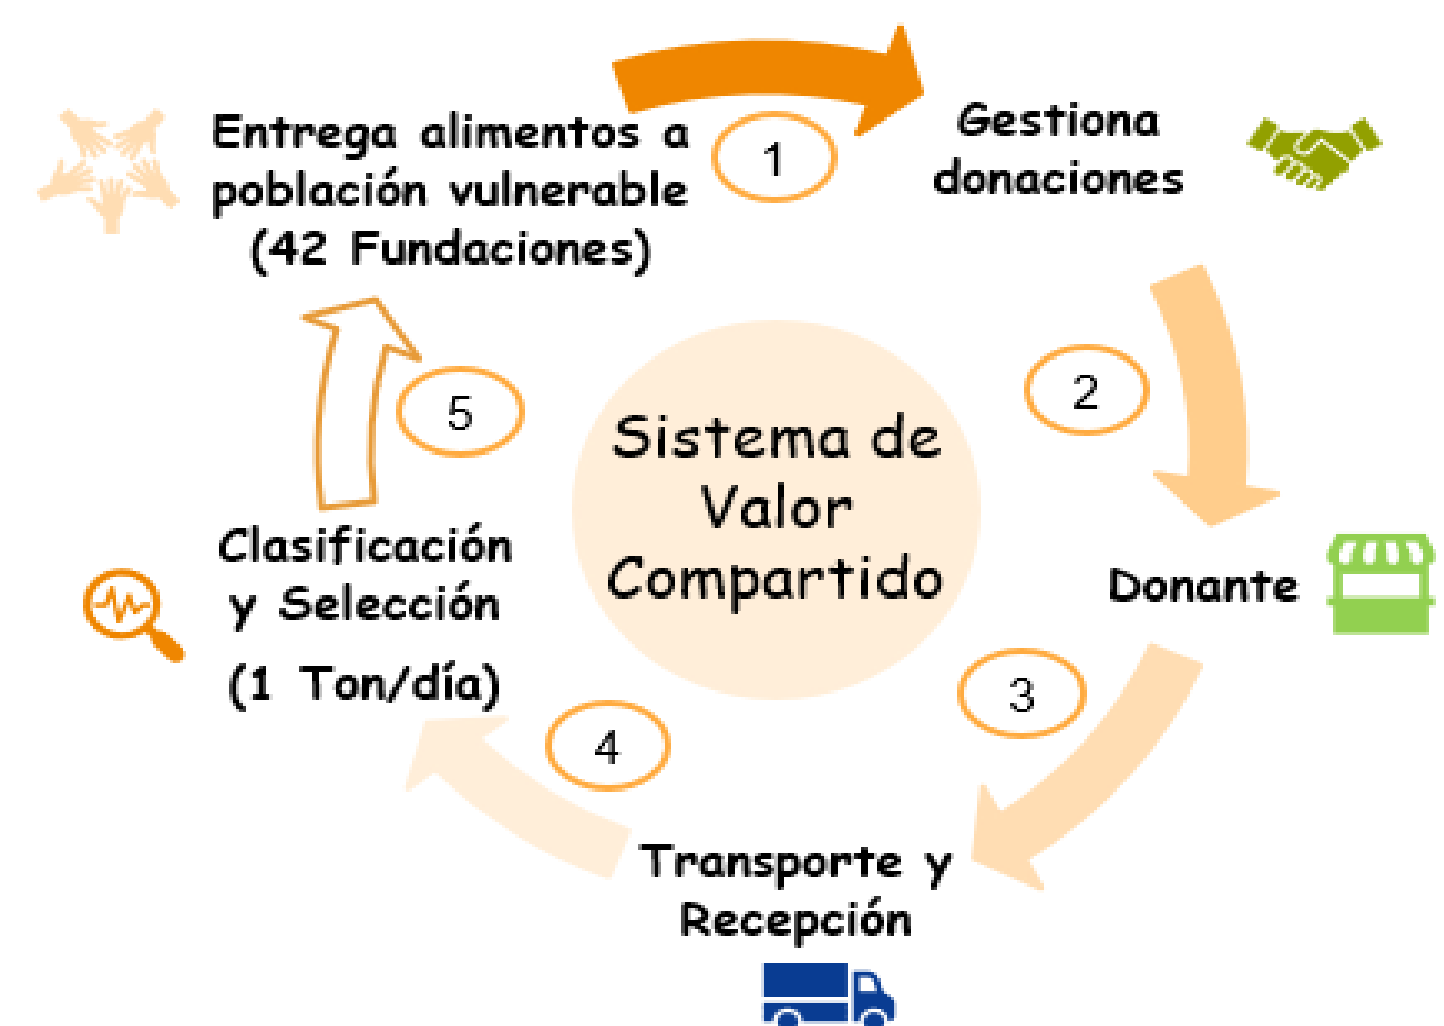 Entrega alimentos a
población vulnerable
(42 Fundaciones)
1
Gestiona
donaciones
2
Donante
3
Transporte y
Recepción
4
Clasificación
y Selección
(1 Ton/día)
5
Sistema de
Valor
Compartido